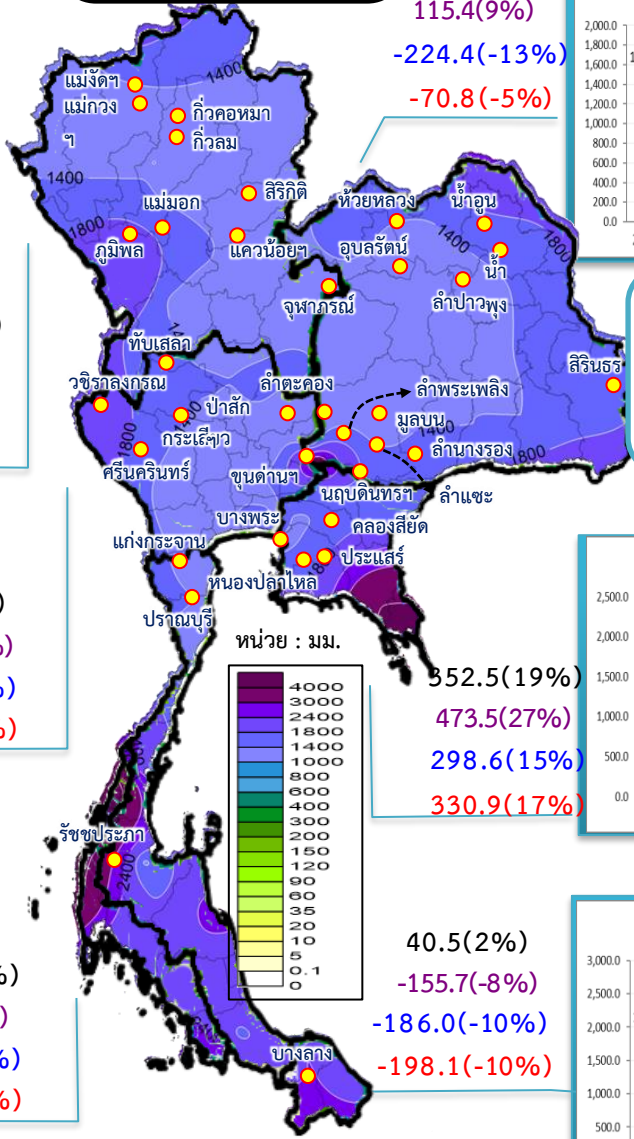 115.4(9%)
-224.4(-13%)
-70.8(-5%)
2,000.0
1,800.0
1,600.0
1,400.0
1,200.0
1,000.0
800.0
600.0
400.0
200.0
0.0
1400
แม่งัดฯ
แม่กวง
ฯ
กิ่วคอหมา
กิ่วลม
1400
สิริกิติ์
แม่มอก
1800
ภูมิพล
แควน้อยฯ
ห้วยหลวง
น้ำอูน
1400
1800
อุบลรัตน์
น้ำ
พุง
ลำปาว
จุฬาภรณ์
ทับเสลา
สิรินธร
วชิราลงกรณ
ลำตะคอง
ลำพระเพลิง
ป่าสัก
1400
มูลบน
1400
กระเสียว
1800
ลำนางรอง
1800
ศรีนครินทร์
ขุนด่านฯ
นฤบดินทรฯ
ลำแซะ
บางพระ
คลองสียัด
แก่งกระจาน
ประแสร์
หนองปลาไหล
ปราณบุรี
หน่วย : มม.
4000
3000
2400
1800
1400
1000
800
600
400
300
200
150
120
90
60
35
20
10
5
0.1
0
352.5(19%)
473.5(27%)
298.6(15%)
330.9(17%)
2,500.0
2,000.0
1,500.0
1,000.0
500.0
0.0
%)
%)
%)
รัชชประภา
2400
40.5(2%)
-155.7(-8%)
-186.0(-10%)
-198.1(-10%)
3,000.0
2,500.0
2,000.0
1,500.0
1,000.0
500.0
%)
)
%)
%)
บางลาง